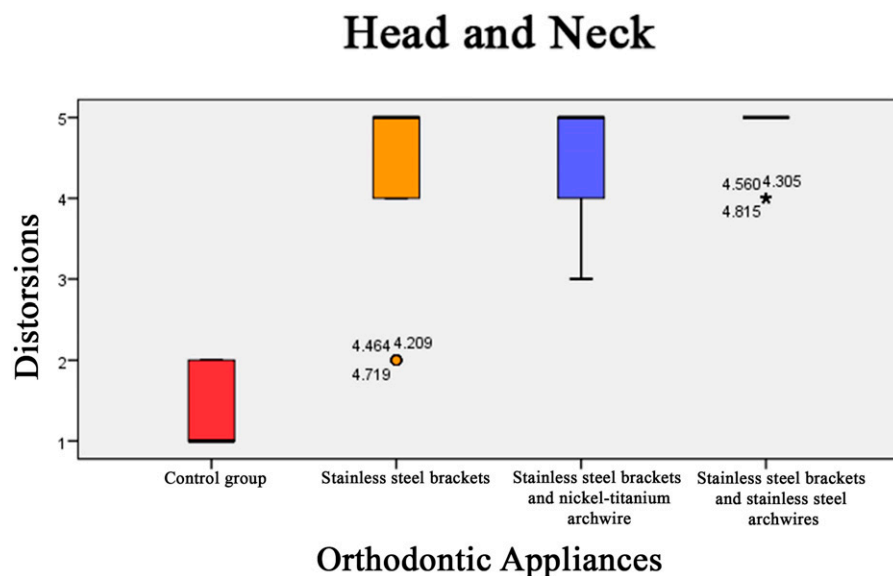 Head and Neck
Distorsions
5
4
3
2
1
4.464 4.209
4.719
4.560 4.305
4.815
Control group
Stainless steel brackets
Stainless steel brackets
and nickel-titanium
archwire
Stainless steel brackets
and stainless steel
archwires
Orthodontic Appliances